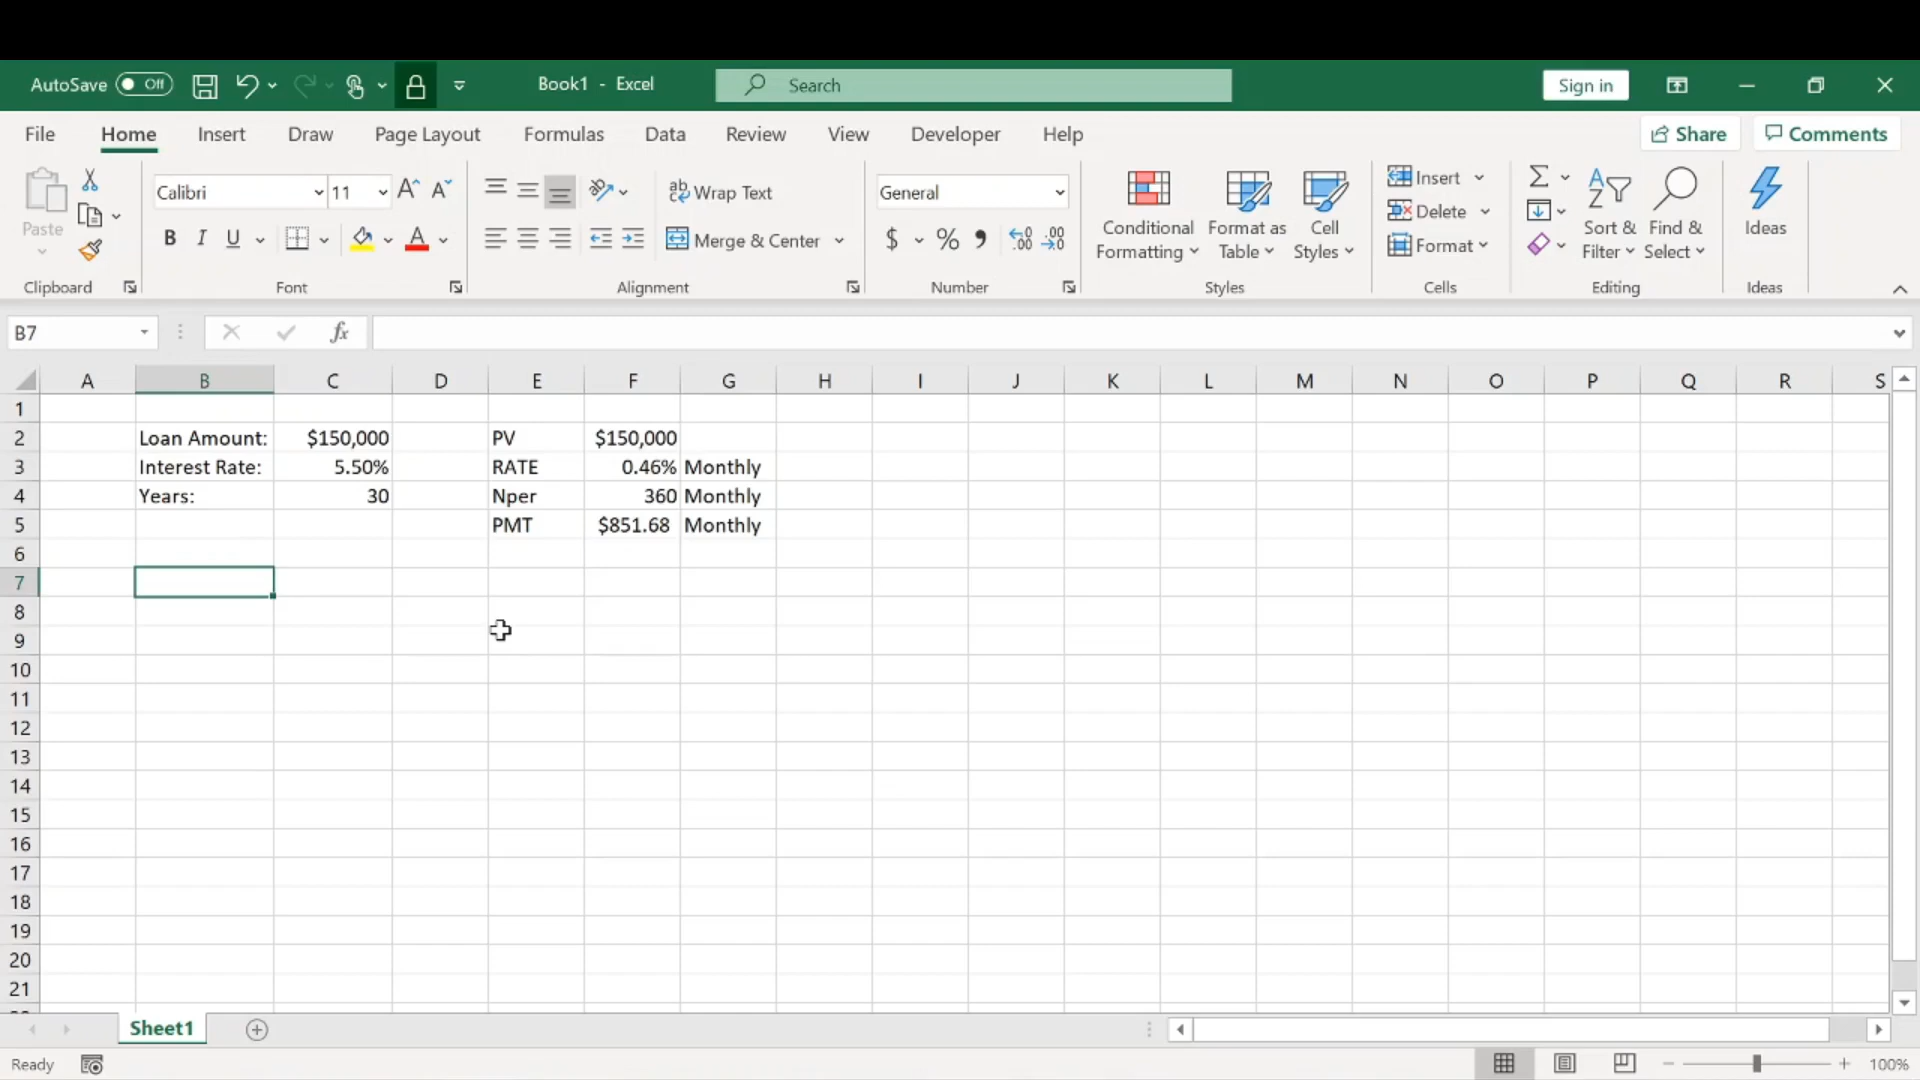 AutoSave Off Book1 - Excel Search Sign in
File Home Insert Draw Page Layout Formulas Data Review View Developer Help Share Comments
Paste
Clipboard
Calibri 11
B I U
Font
Wrap Text
Merge & Center
Alignment
General
$ % ,
Number
Conditional Formatting
Format as Table
Cell Styles
Styles
Insert
Delete
Format
Cells
Sort & Filter
Find & Select
Editing
Ideas
Ideas
B7 fx
A B C D E F G H I J K L M N O P Q R S
1
2 Loan Amount: $150,000 PV $150,000
3 Interest Rate: 5.50% RATE 0.46% Monthly
4 Years: 30 Nper 360 Monthly
5 PMT $851.68 Monthly
6
7
8
9
10
11
12
13
14
15
16
17
18
19
20
21
Sheet1
Ready 100%